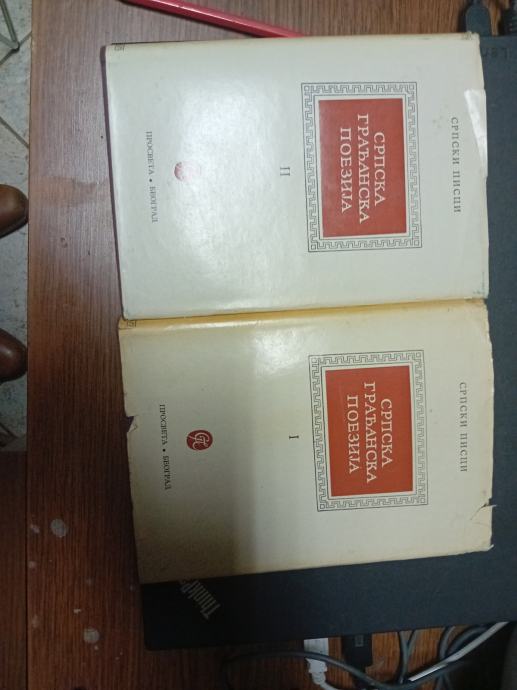 СРПСКИ ПИСЦИ
СРПСКА
ГРАЂАНСКА
ПОЕЗИЈА
I
ПРОСВЕТА • БЕОГРАД
СРПСКИ ПИСЦИ
СРПСКА
ГРАЂАНСКА
ПОЕЗИЈА
II
ПРОСВЕТА • БЕОГРАД